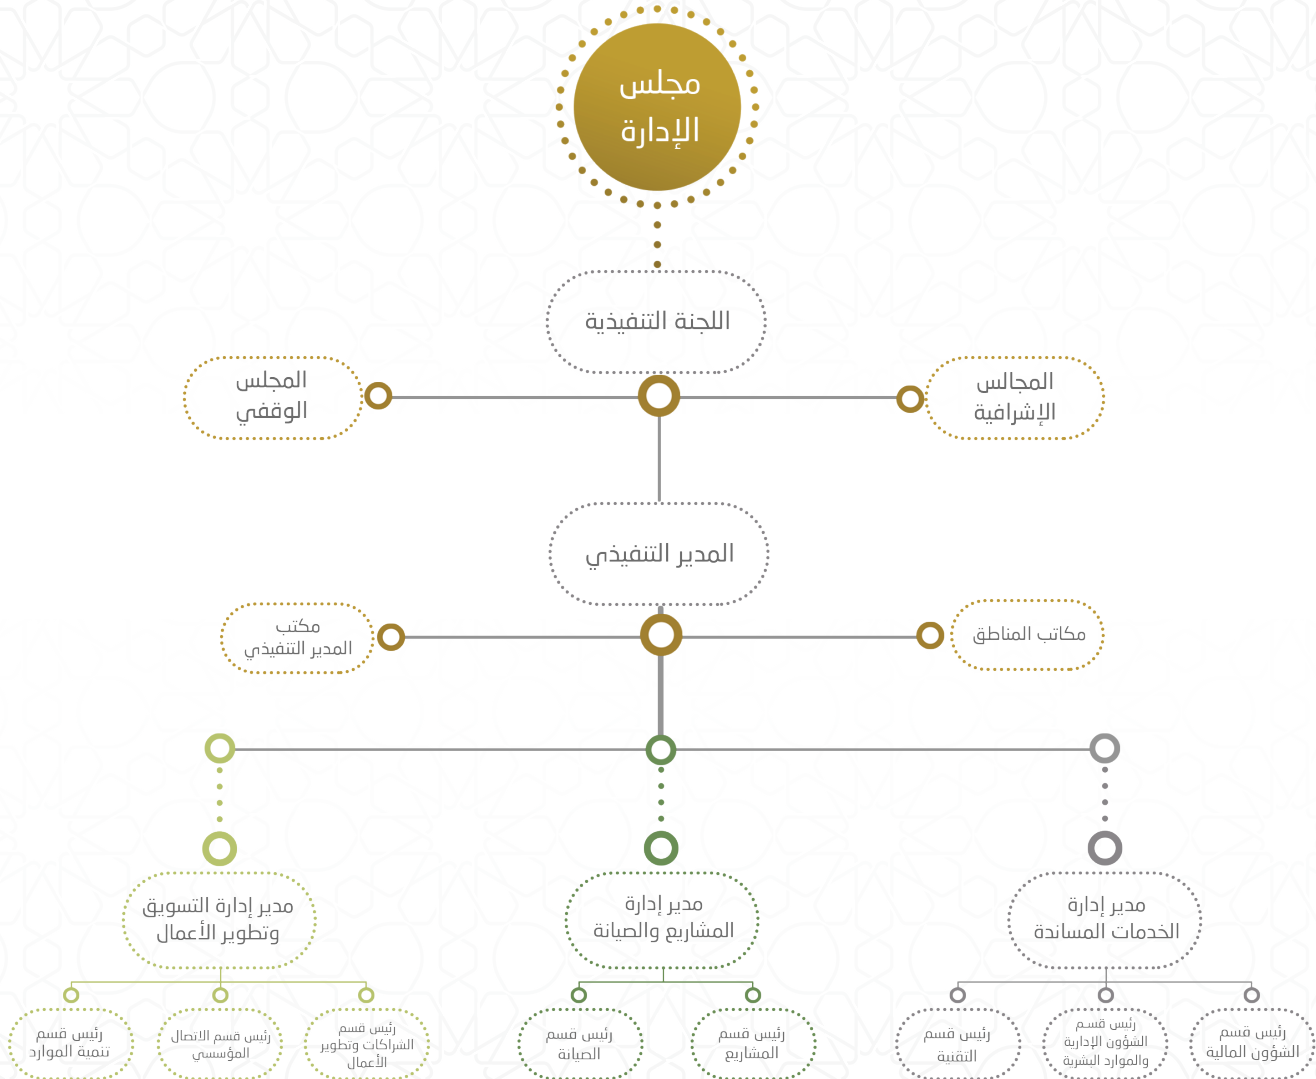 مجلس
الإدارة
اللجنة التنفيذية
المجالس
الإشرافية
المجلس
الوقفي
المدير التنفيذي
مكاتب المناطق
مكتب
المدير التنفيذي
مدير إدارة
الخدمات المساندة
مدير إدارة
المشاريع والصيانة
مدير إدارة التسويق
وتطوير الأعمال
رئيس قسم
الشؤون المالية
رئيس قسم
الشؤون الإدارية
والموارد البشرية
رئيس قسم
التقنية
رئيس قسم
المشاريع
رئيس قسم
الصيانة
رئيس قسم
الشراكات وتطوير
الأعمال
رئيس قسم الاتصال
المؤسسي
رئيس قسم
تنمية الموارد